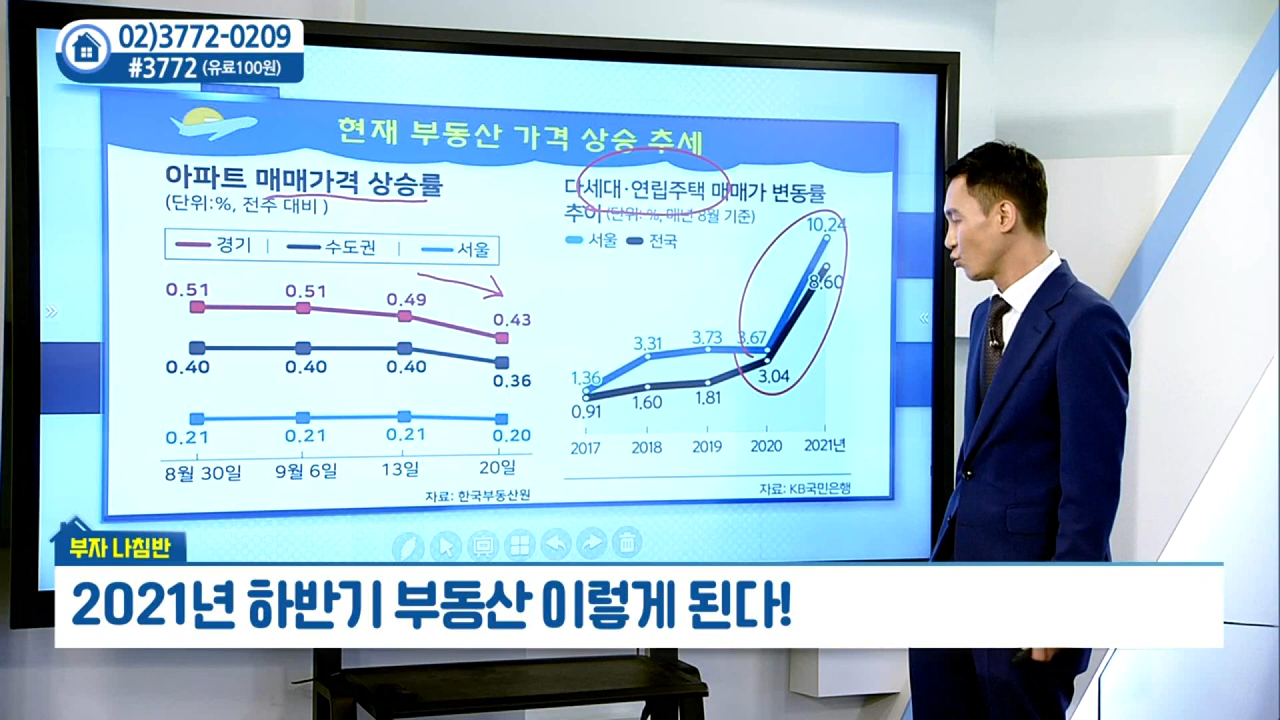 02)3772-0209
#3772 (유료100원)
현재 부동산 가격 상승 추세
아파트 매매가격 상승률
(단위:%, 전주 대비)
경기 | 수도권 | 서울
0.51 0.51 0.49 0.43
0.40 0.40 0.40 0.36
0.21 0.21 0.21 0.20
8월 30일 9월 6일 13일 20일
자료: 한국부동산원
다세대·연립주택 매매가 변동률
추이 (단위: %, 매년 8월 기준)
서울 전국
10.24
8.60
1.36 3.31 3.73 3.67
0.91 1.60 1.81 3.04
2017 2018 2019 2020 2021년
자료: KB국민은행
부자 나침반
2021년 하반기 부동산 이렇게 된다!